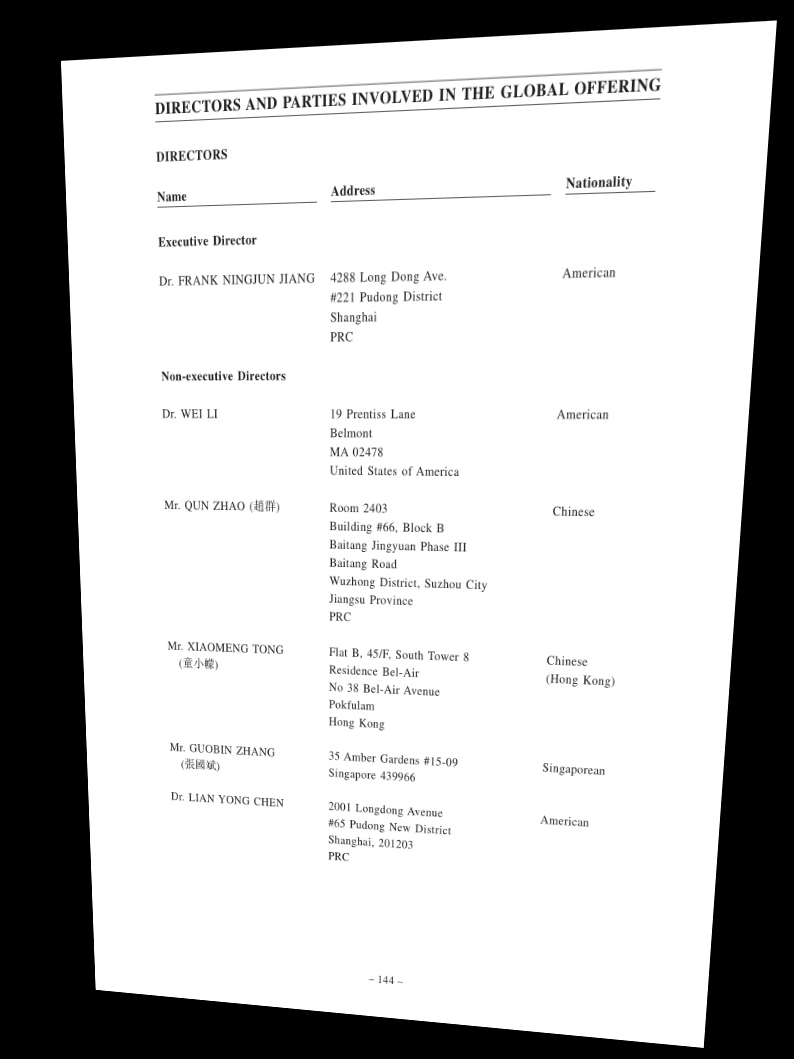 DIRECTORS AND PARTIES INVOLVED IN THE GLOBAL OFFERING
DIRECTORS
Name Address Nationality
Executive Director
Dr. FRANK NINGJUN JIANG 4288 Long Dong Ave. American
#221 Pudong District
Shanghai
PRC
Non-executive Directors
Dr. WEI LI 19 Prentiss Lane American
Belmont
MA 02478
United States of America
Mr. QUN ZHAO (趙群) Room 2403 Chinese
Building #66, Block B
Baitang Jingyuan Phase III
Baitang Road
Wuzhong District, Suzhou City
Jiangsu Province
PRC
Mr. XIAOMENG TONG Flat B, 45/F, South Tower 8 Chinese
(童小幪) Residence Bel-Air (Hong Kong)
No 38 Bel-Air Avenue
Pokfulam
Hong Kong
Mr. GUOBIN ZHANG 35 Amber Gardens #15-09 Singaporean
(張國斌) Singapore 439966
Dr. LIAN YONG CHEN 2001 Longdong Avenue American
#65 Pudong New District
Shanghai, 201203
PRC
– 144 –